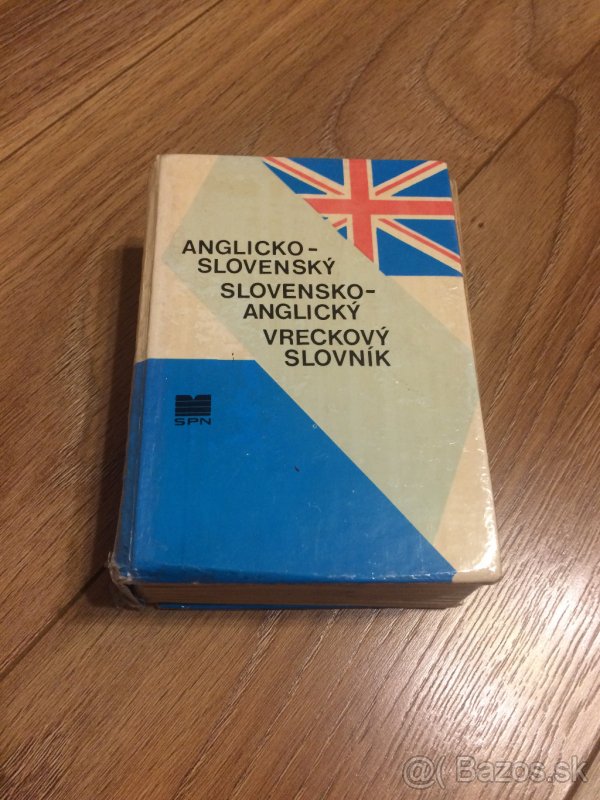 ANGLICKO-
SLOVENSKÝ
SLOVENSKO-
ANGLICKÝ
VRECKOVÝ
SLOVNÍK
SPN
@( Bazos.sk